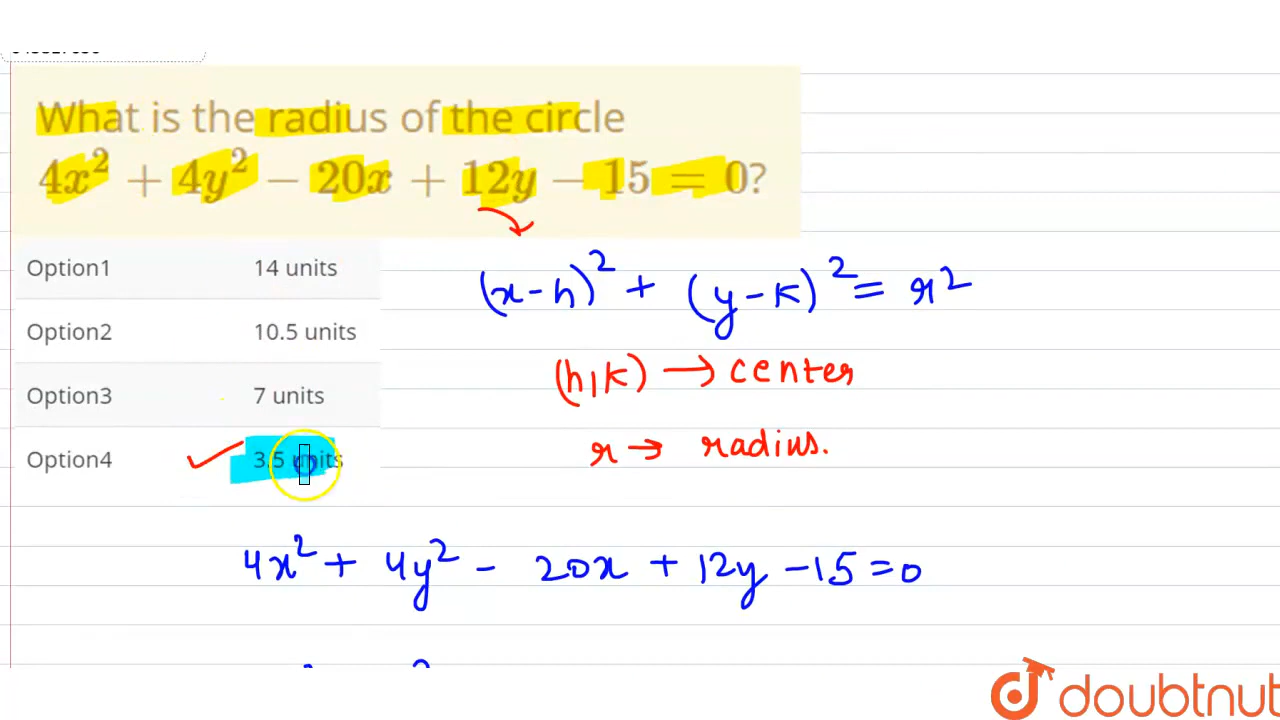 What is the radius of the circle
4x² + 4y² − 20x + 12y − 15 = 0?
Option1 14 units
Option2 10.5 units
Option3 7 units
Option4 3.5 units
(x-h)² + (y-k)² = r²
(h,k) → center
r → radius.
4x² + 4y² - 20x + 12y - 15 = 0
doubtnut